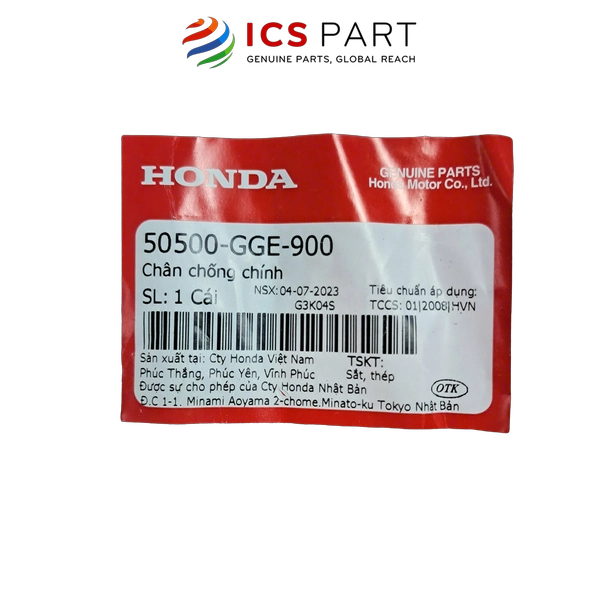 ICS PART
GENUINE PARTS, GLOBAL REACH
HONDA
GENUINE PARTS
Honda Motor Co., Ltd.
50500-GGE-900
Chân chống chính
SL: 1 Cái
NSX: 04-07-2023
G3K04S
Tiêu chuẩn áp dụng:
TCCS: 01|2008|HVN
Sản xuất tại: Cty Honda Việt Nam
Phúc Thắng, Phúc Yên, Vĩnh Phúc
Được sự cho phép của Cty Honda Nhật Bản
Đ.C 1-1. Minami Aoyama 2-chome.Minato-ku Tokyo Nhật Bản
TSKT:
Sắt, thép
OTK